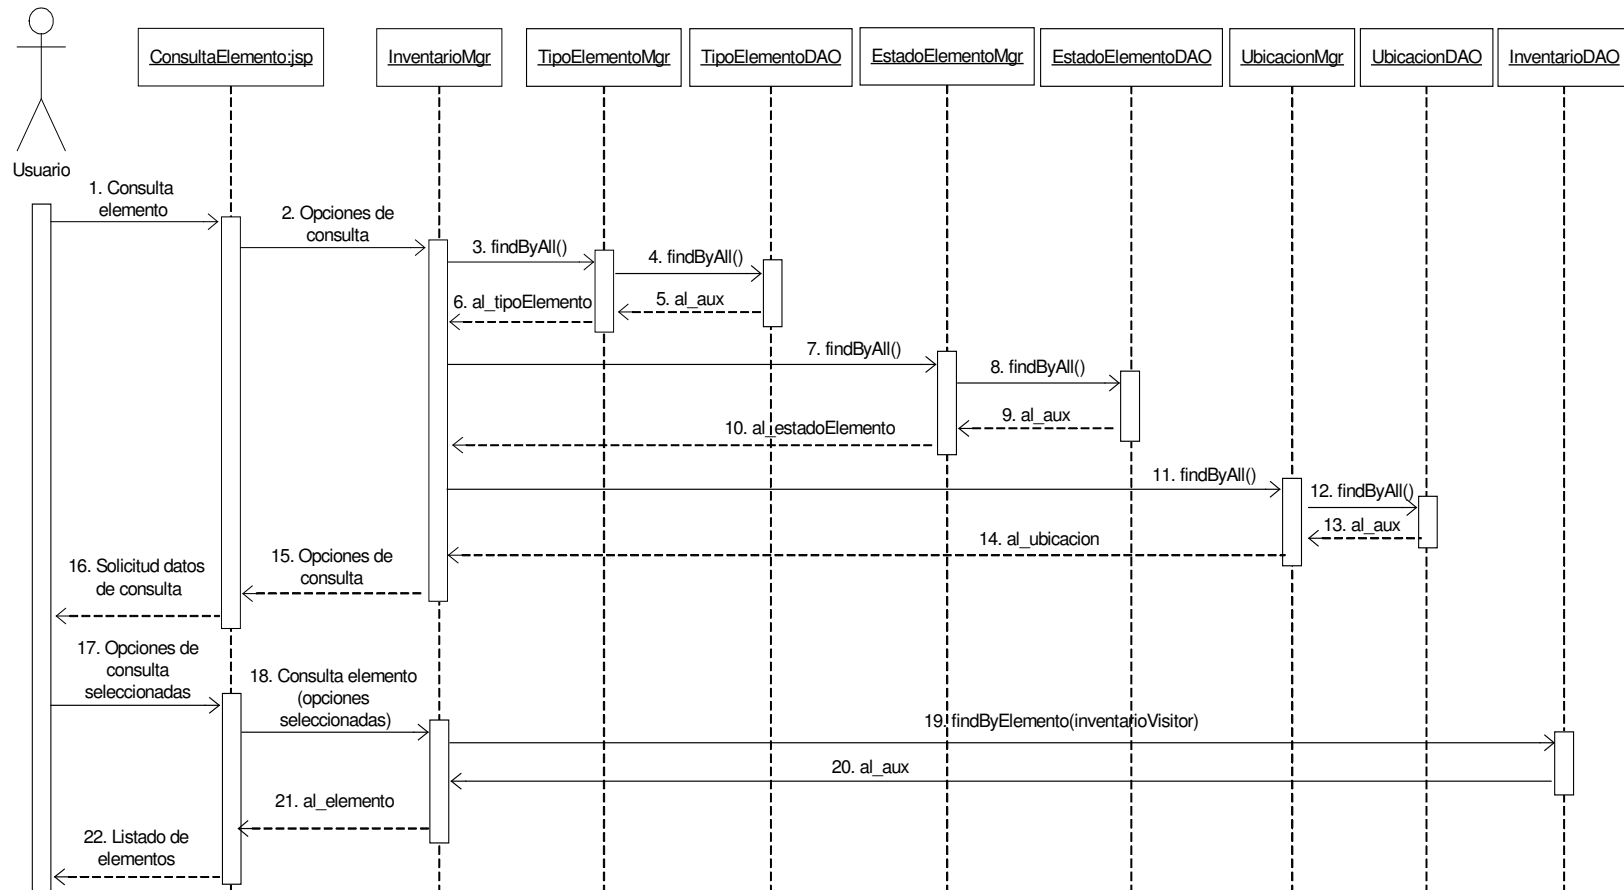 ConsultaElemento:jsp
InventarioMgr
TipoElementoMgr
TipoElementoDAO
EstadoElementoMgr
EstadoElementoDAO
UbicacionMgr
UbicacionDAO
InventarioDAO
Usuario
1. Consulta
elemento
2. Opciones de
consulta
3. findByAll()
4. findByAll()
5. al_aux
6. al_tipoElemento
7. findByAll()
8. findByAll()
9. al_aux
10. al_estadoElemento
11. findByAll()
12. findByAll()
13. al_aux
14. al_ubicacion
15. Opciones de
consulta
16. Solicitud datos
de consulta
17. Opciones de
consulta
seleccionadas
18. Consulta elemento
(opciones
seleccionadas)
19. findByElemento(inventarioVisitor)
20. al_aux
21. al_elemento
22. Listado de
elementos